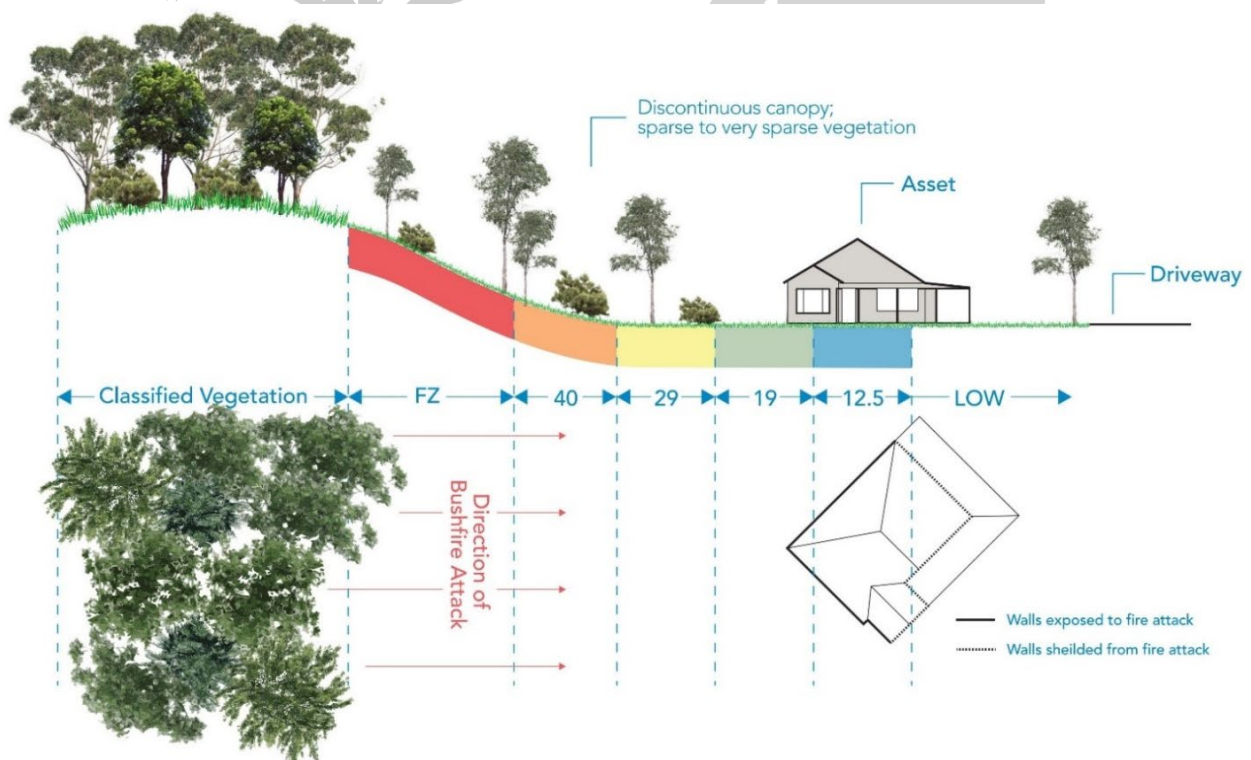 Discontinuous canopy;
sparse to very sparse vegetation
Asset
Driveway
Classified Vegetation
FZ
40
29
19
12.5
LOW
Direction of
Bushfire Attack
Walls exposed to fire attack
Walls sheilded from fire attack